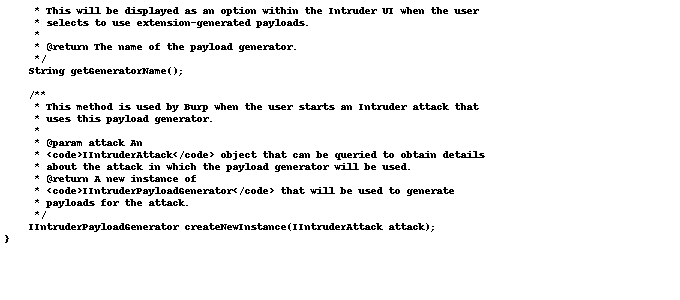 * This will be displayed as an option within the Intruder UI when the user
     * selects to use extension-generated payloads.
     *
     * @return The name of the payload generator.
     */
    String getGeneratorName();

    /**
     * This method is used by Burp when the user starts an Intruder attack that
     * uses this payload generator.
     *
     * @param attack An
     * <code>IIntruderAttack</code> object that can be queried to obtain details
     * about the attack in which the payload generator will be used.
     * @return A new instance of
     * <code>IIntruderPayloadGenerator</code> that will be used to generate
     * payloads for the attack.
     */
    IIntruderPayloadGenerator createNewInstance(IIntruderAttack attack);
}